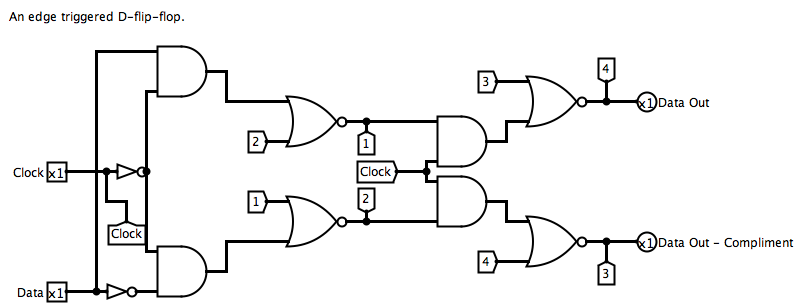 An edge triggered D-flip-flop.
4
3
x1 Data Out
2
1
Clock x1
Clock
2
1
Clock
x1 Data Out - Compliment
4
3
Data x1